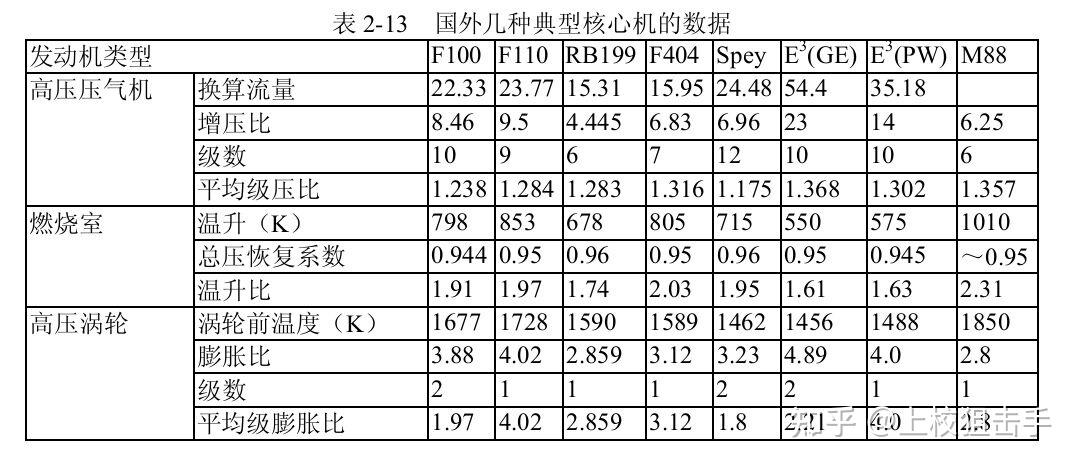 表 2-13 国外几种典型核心机的数据
发动机类型 F100 F110 RB199 F404 Spey E³(GE) E³(PW) M88
高压压气机 换算流量 22.33 23.77 15.31 15.95 24.48 54.4 35.18
增压比 8.46 9.5 4.445 6.83 6.96 23 14 6.25
级数 10 9 6 7 12 10 10 6
平均级压比 1.238 1.284 1.283 1.316 1.175 1.368 1.302 1.357
燃烧室 温升（K） 798 853 678 805 715 550 575 1010
总压恢复系数 0.944 0.95 0.96 0.95 0.96 0.95 0.945 ～0.95
温升比 1.91 1.97 1.74 2.03 1.95 1.61 1.63 2.31
高压涡轮 涡轮前温度（K） 1677 1728 1590 1589 1462 1456 1488 1850
膨胀比 3.88 4.02 2.859 3.12 3.23 4.89 4.0 2.8
级数 2 1 1 1 2 2 1 1
平均级膨胀比 1.97 4.02 2.859 3.12 1.8 2.21 4.0 2.8
知乎 @上校狙击手